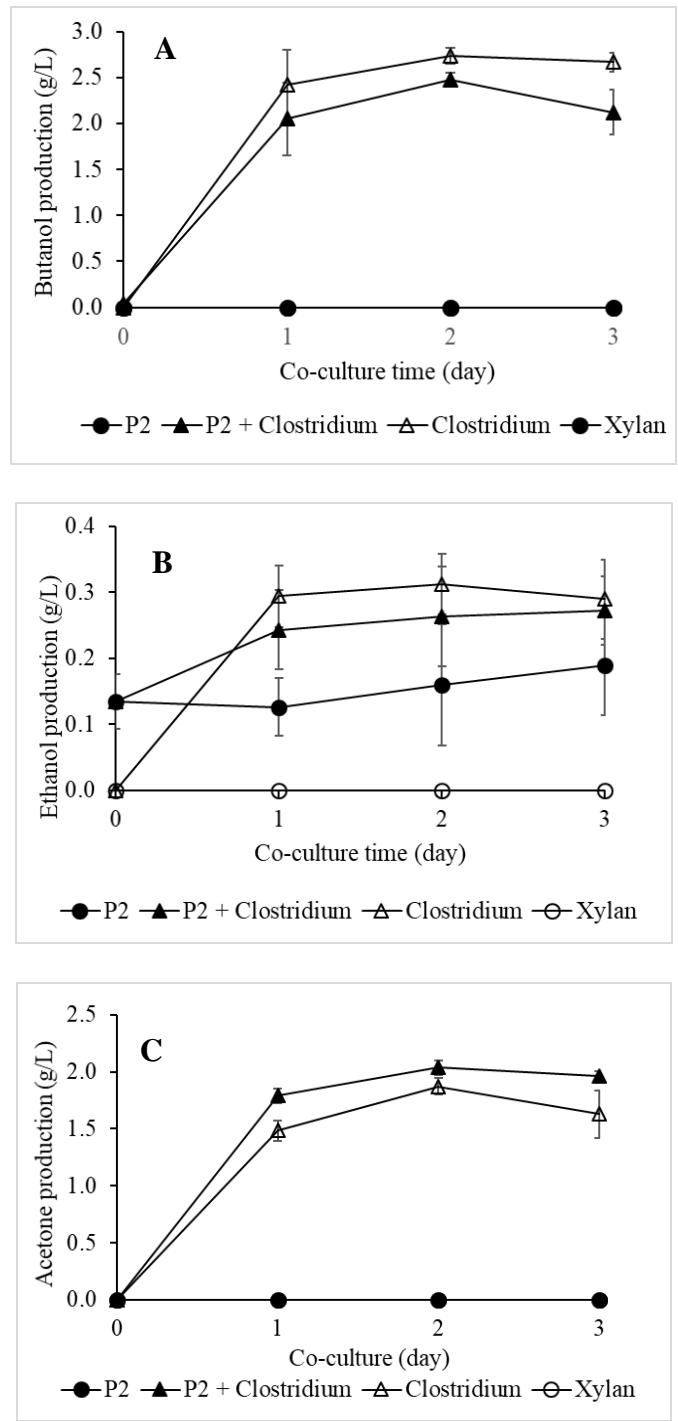 A
Butanol production (g/L)
3.0
2.5
2.0
1.5
1.0
0.5
0.0
0 1 2 3
Co-culture time (day)
P2 P2 + Clostridium Clostridium Xylan
B
Ethanol production (g/L)
0.4
0.3
0.2
0.1
0.0
0 1 2 3
Co-culture time (day)
P2 P2 + Clostridium Clostridium Xylan
C
Acetone production (g/L)
2.5
2.0
1.5
1.0
0.5
0.0
0 1 2 3
Co-culture (day)
P2 P2 + Clostridium Clostridium Xylan